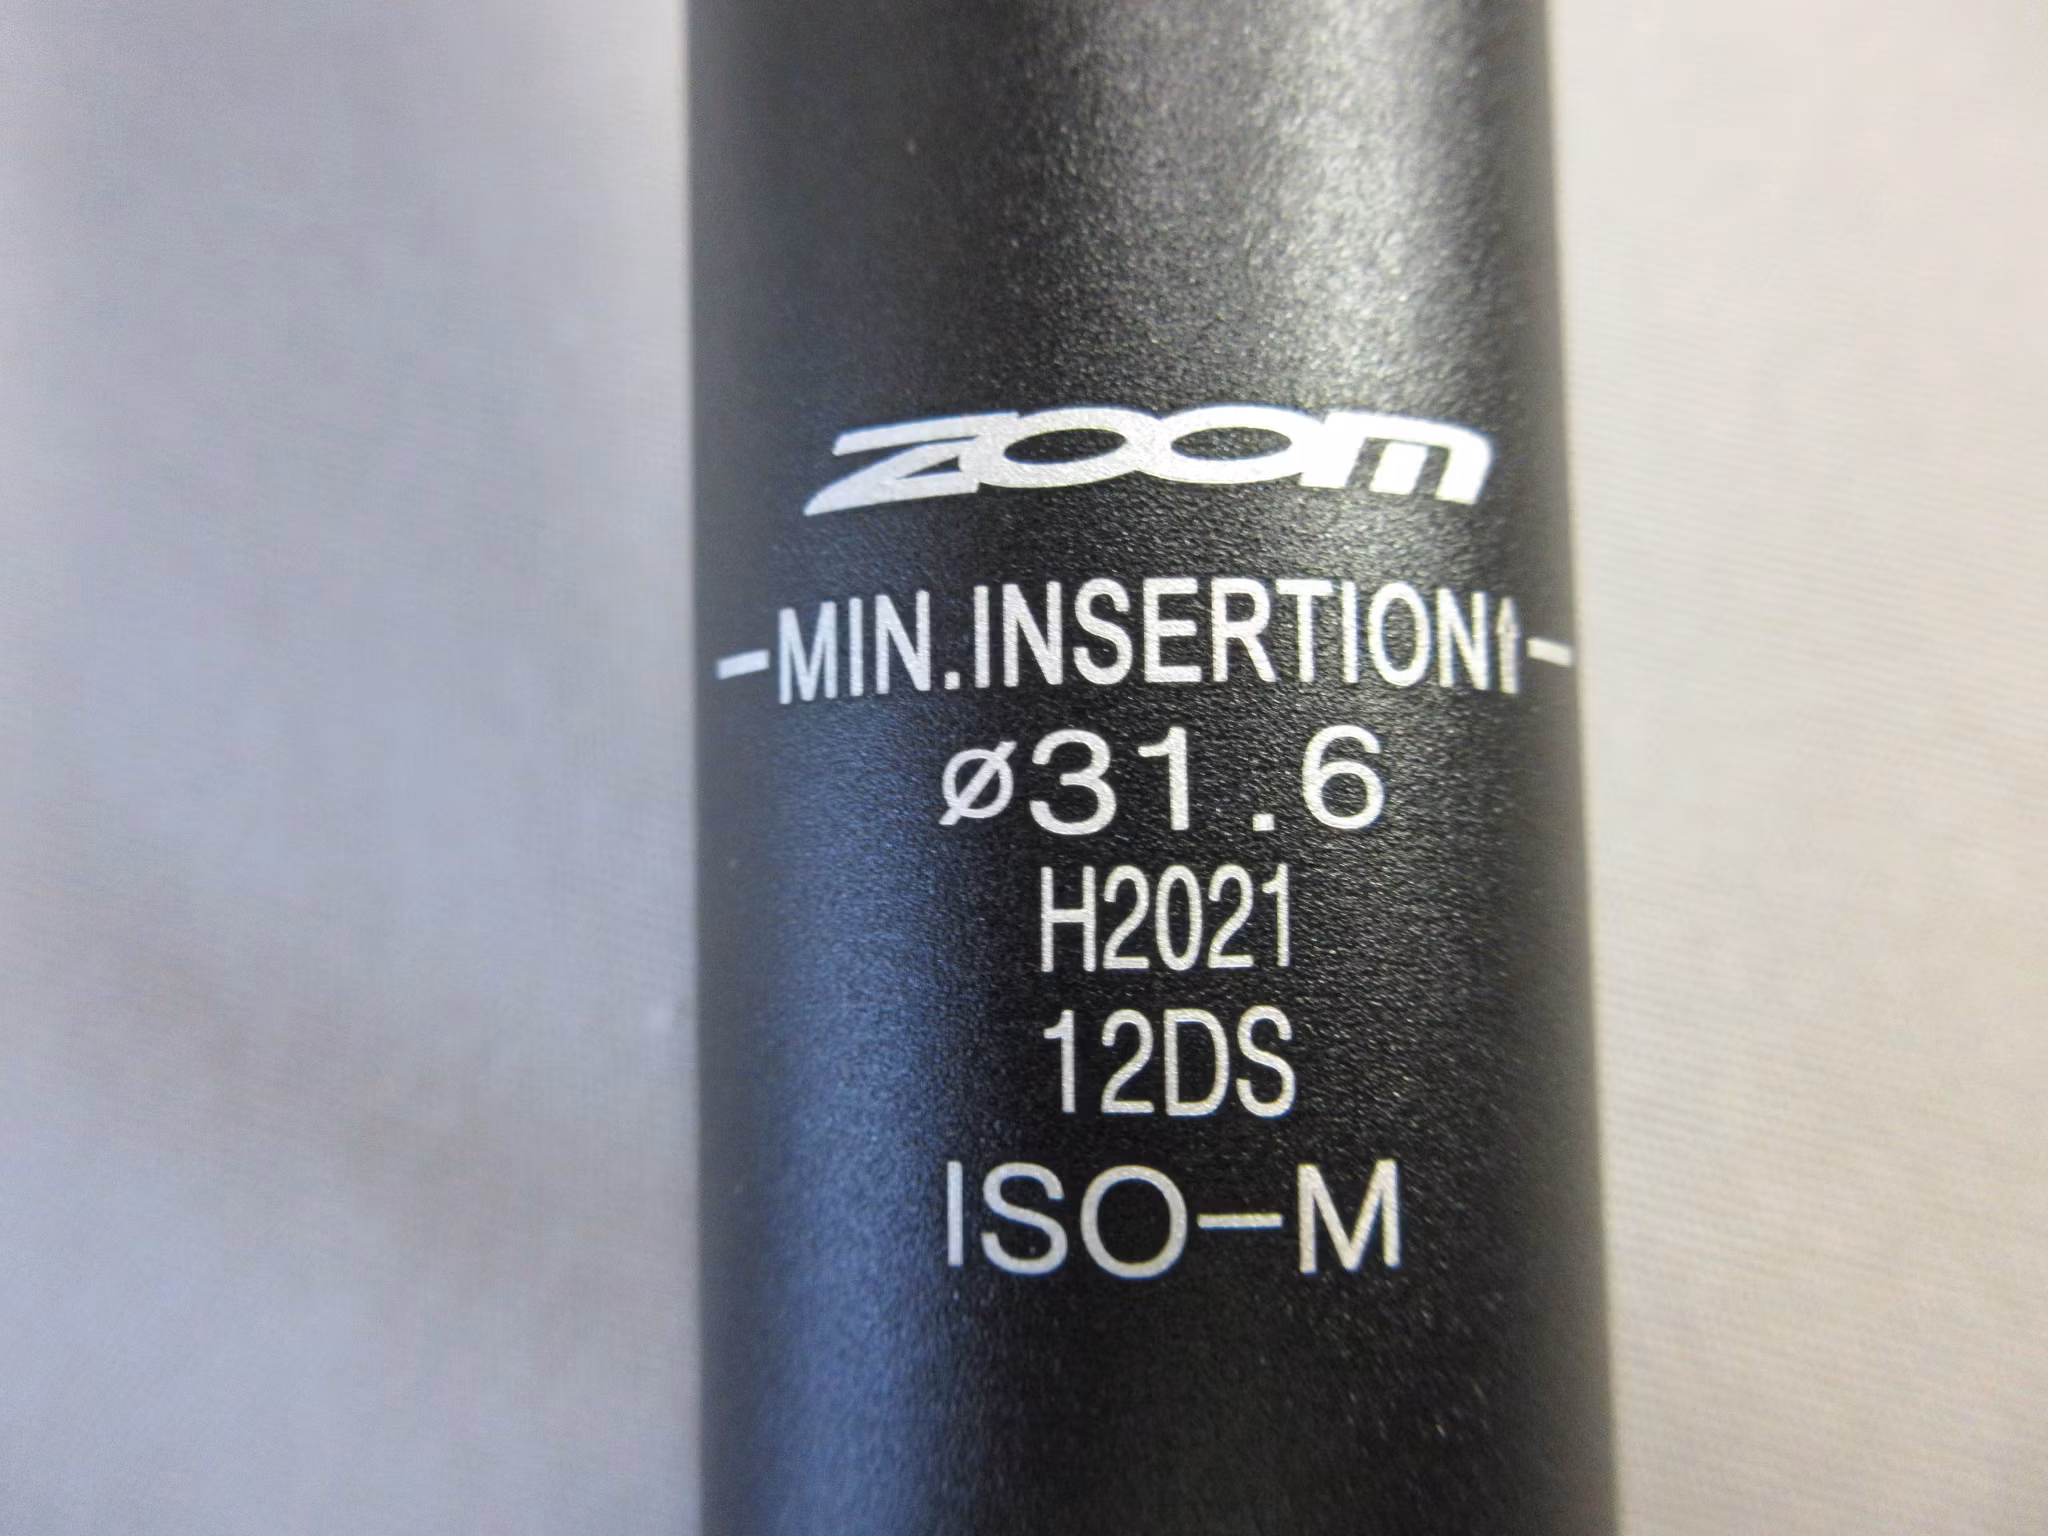 zoom
-MIN.INSERTION⇑-
ø31.6
H2021
12DS
ISO-M